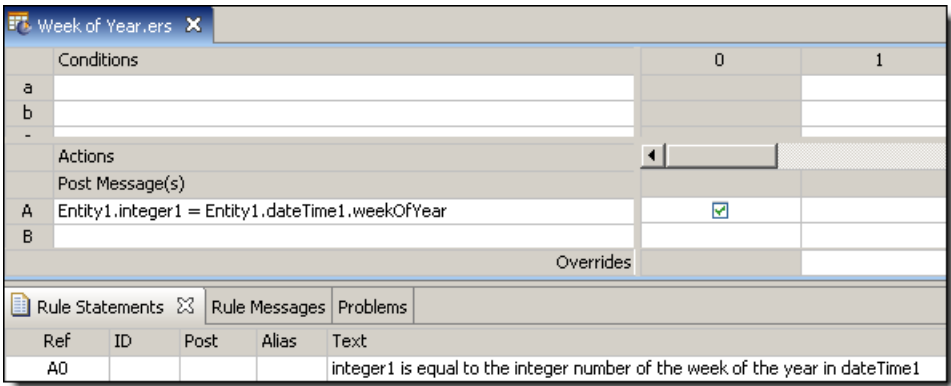 Week of Year.ers
Conditions 0 1
a
b
-
Actions
Post Message(s)
A Entity1.integer1 = Entity1.dateTime1.weekOfYear
B
Overrides
Rule Statements Rule Messages Problems
Ref ID Post Alias Text
A0 integer1 is equal to the integer number of the week of the year in dateTime1